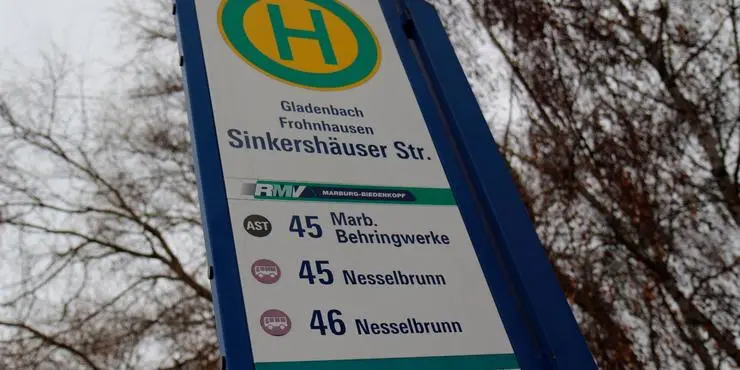 H
Gladenbach
Frohnhausen
Sinkershäuser Str.
RMV MARBURG-BIEDENKOPF
AST 45 Marb.
Behringwerke
45 Nesselbrunn
46 Nesselbrunn